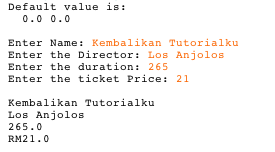 Default value is:
0.0 0.0
Enter Name: Kembalikan Tutorialku
Enter the Director: Los Anjolos
Enter the duration: 265
Enter the ticket Price: 21
Kembalikan Tutorialku
Los Anjolos
265.0
RM21.0